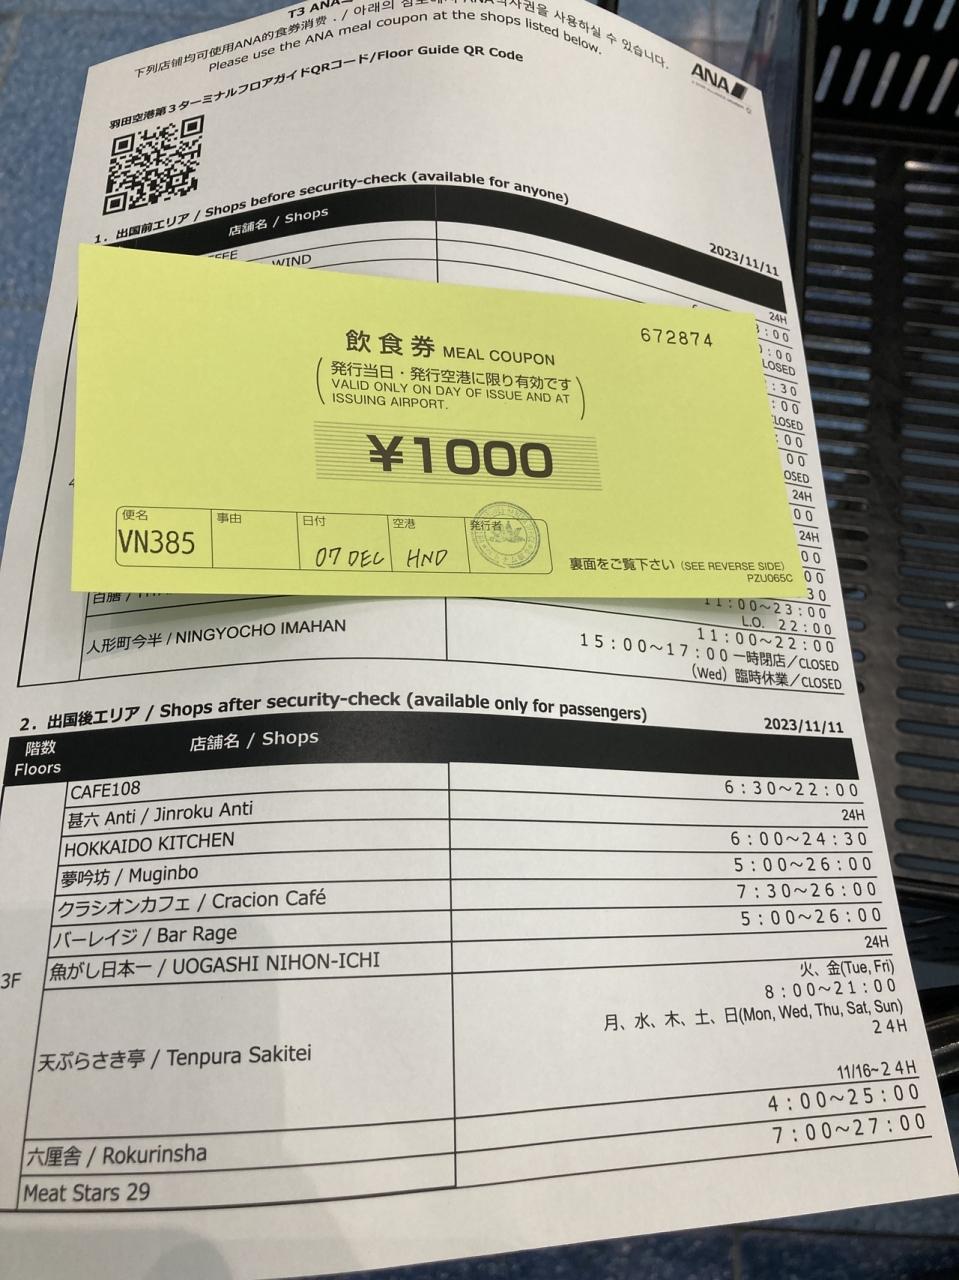 T3 ANA
下列店铺均可使用ANA的食券消费．/ 아래의
사권을 사용하실 수 있습니다.
Please use the ANA meal coupon at the shops listed below.
羽田空港第３ターミナルフロアガイドQRコード/Floor Guide QR Code
ANA
1．出国前エリア / Shops before security-check (available for anyone)
2023/11/11
店舗名 / Shops
WIND
24H
:00
:00
LOSED
:30
:00
CLOSED
:00
00
OSED
24H
00
24H
00
00
30
飲食券 MEAL COUPON
672874
発行当日・発行空港に限り有効です
VALID ONLY ON DAY OF ISSUE AND AT
ISSUING AIRPORT.
¥1000
便名
事由
日付
空港
発行者
VN385
07 DEC
HND
裏面をご覧下さい（SEE REVERSE SIDE）
PZU065C
11:00～23:00
L.O. 22:00
人形町今半 / NINGYOCHO IMAHAN
11:00～22:00
15:00～17:00 一時閉店／CLOSED
（Wed）臨時休業／CLOSED
2．出国後エリア / Shops after security-check (available only for passengers)
2023/11/11
階数
Floors
店舗名 / Shops
CAFE108
6:30～22:00
甚六 Anti / Jinroku Anti
24H
HOKKAIDO KITCHEN
6:00～24:30
夢吟坊 / Muginbo
5:00～26:00
クラシオンカフェ / Cracion Café
7:30～26:00
バーレイジ / Bar Rage
5:00～26:00
3F
魚がし日本一 / UOGASHI NIHON-ICHI
24H
天ぷらさき亭 / Tenpura Sakitei
火、金(Tue, Fri)
8:00～21:00
月、水、木、土、日(Mon, Wed, Thu, Sat, Sun)
24H
11/16~24H
六厘舎 / Rokurinsha
4:00～25:00
Meat Stars 29
7:00～27:00